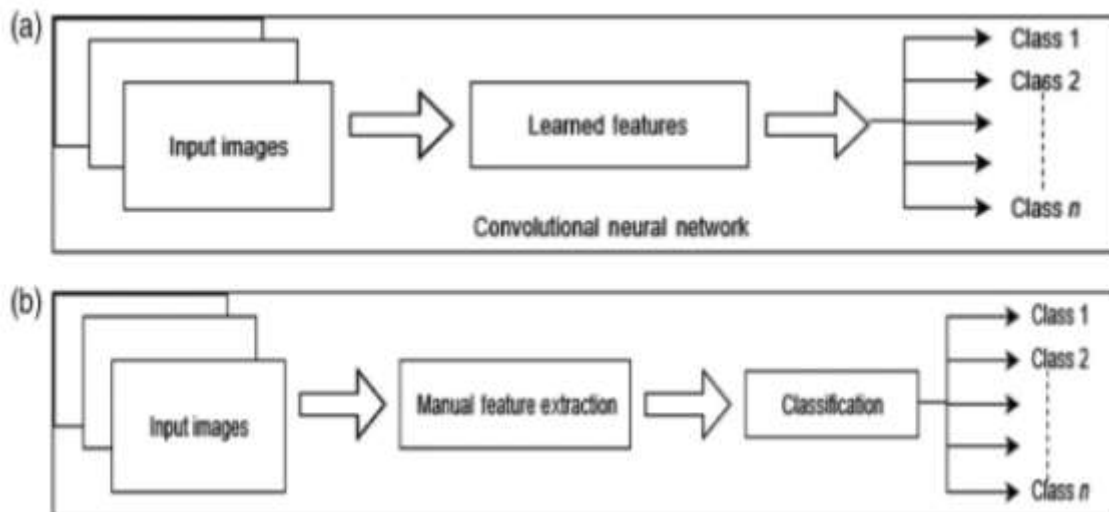 (a)
Class 1
Class 2
Input images
Learned features
Class n
Convolutional neural network
(b)
Class 1
Class 2
Input images
Manual feature extraction
Classification
Class n